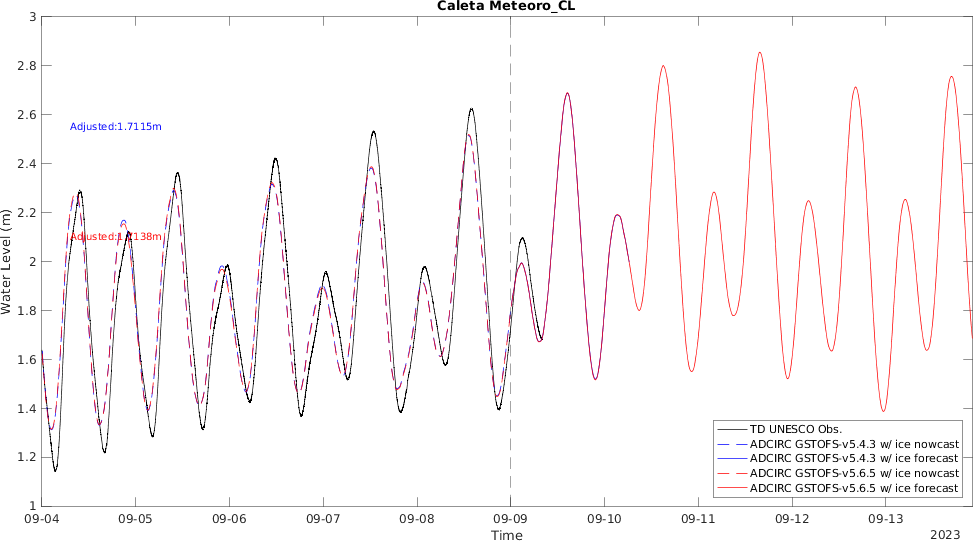 Caleta Meteoro_CL
3
2.8
2.6
2.4
2.2
2
1.8
1.6
1.4
1.2
1
Water Level (m)
Adjusted:1.7115m
Adjusted:1.7138m
TD UNESCO Obs.
ADCIRC GSTOFS-v5.4.3 w/ ice nowcast
ADCIRC GSTOFS-v5.4.3 w/ ice forecast
ADCIRC GSTOFS-v5.6.5 w/ ice nowcast
ADCIRC GSTOFS-v5.6.5 w/ ice forecast
09-04 09-05 09-06 09-07 09-08 09-09 09-10 09-11 09-12 09-13
Time
2023